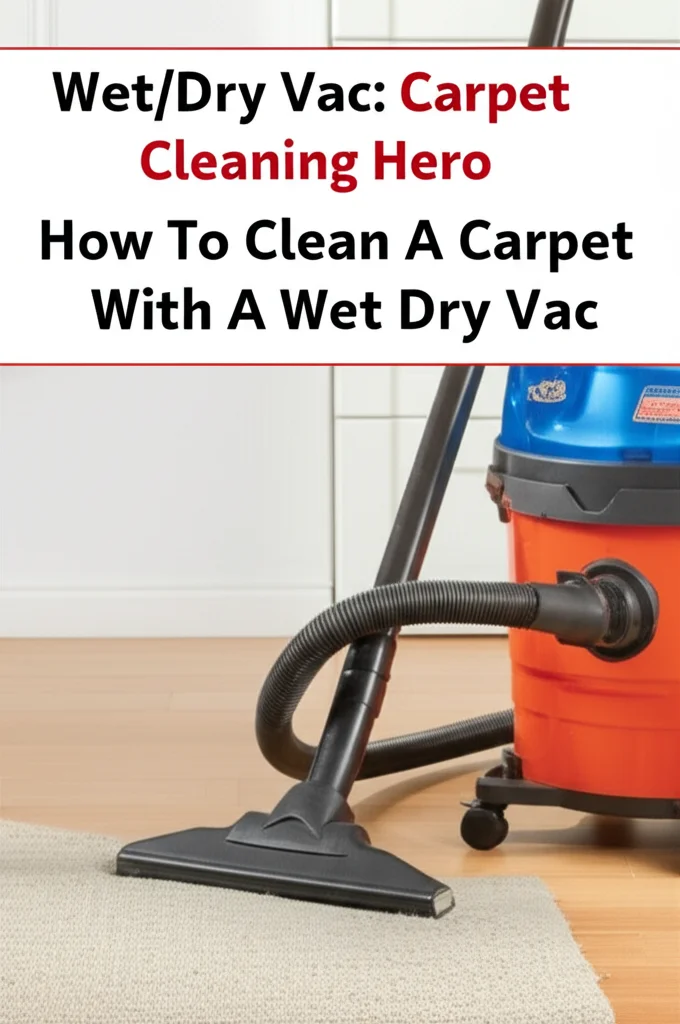 Wet/Dry Vac: Carpet
Cleaning Hero
How To Clean A Carpet
With A Wet Dry Vac